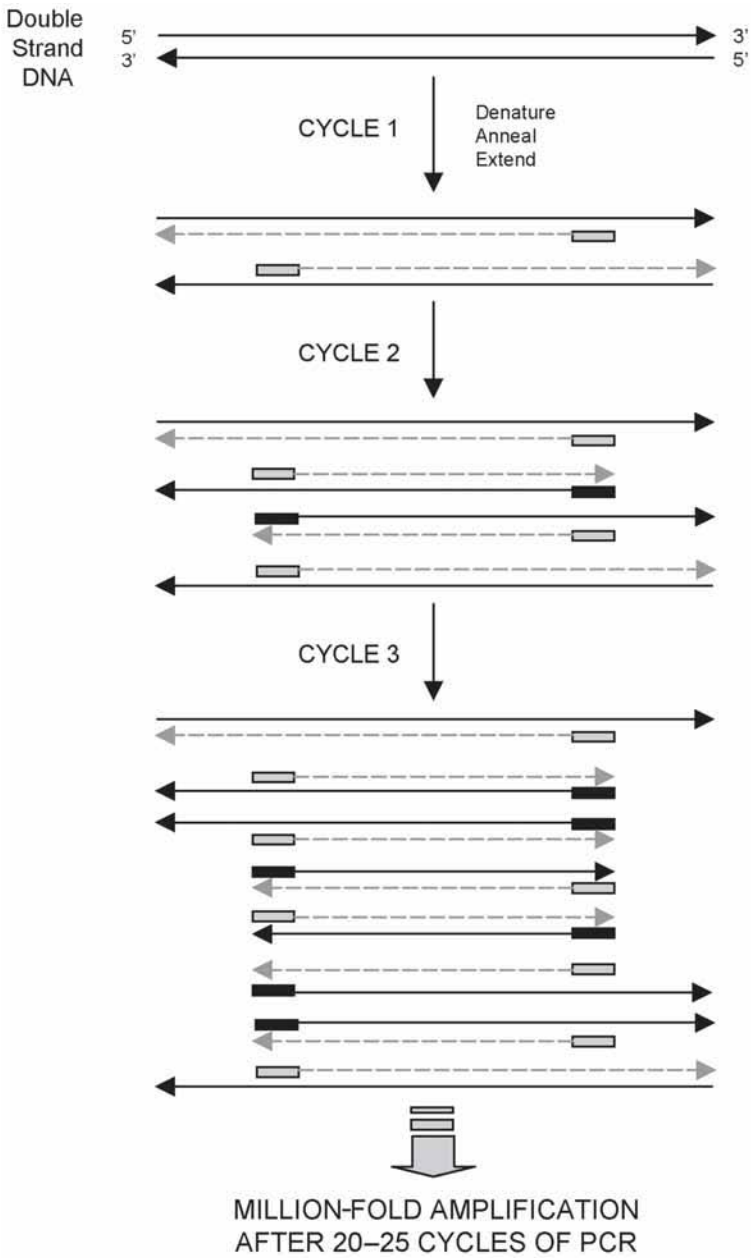 Double
Strand
DNA
5’ 3’
3’ 5’
CYCLE 1
Denature
Anneal
Extend
CYCLE 2
CYCLE 3
MILLION-FOLD AMPLIFICATION
AFTER 20–25 CYCLES OF PCR